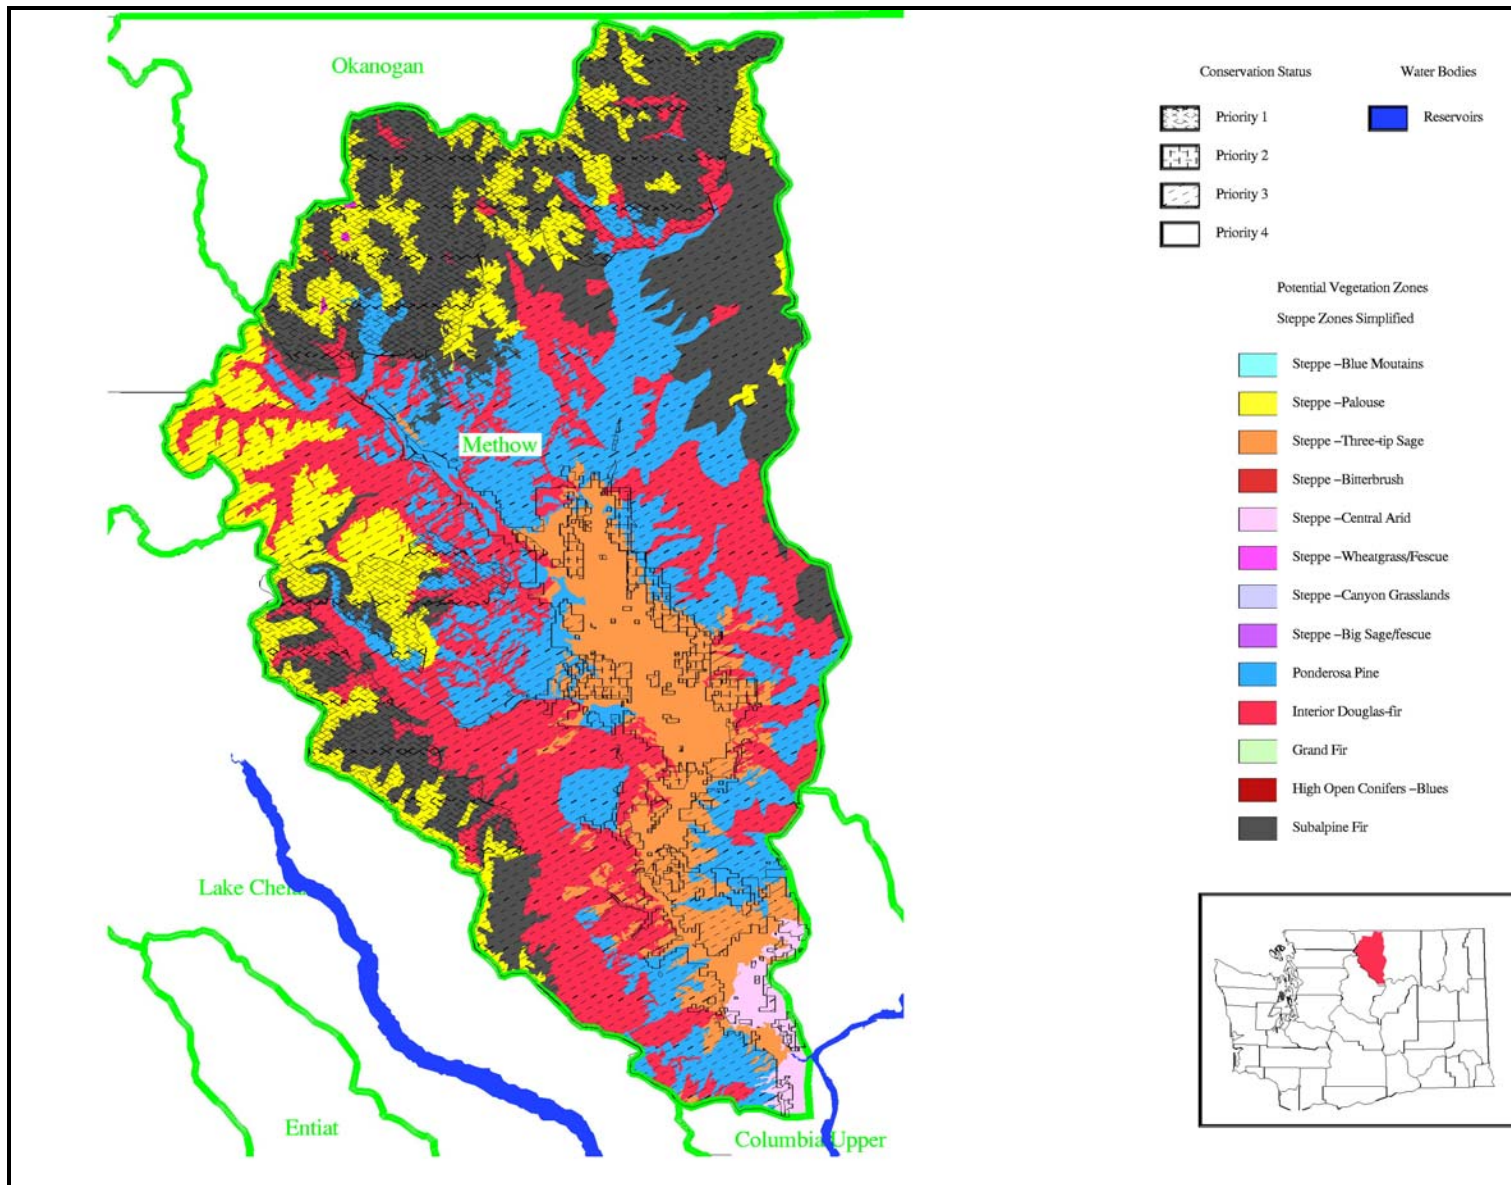 Okanogan
Methow
Lake Chelan
Entiat
Columbia Upper
Conservation Status
Priority 1
Priority 2
Priority 3
Priority 4
Water Bodies
Reservoirs
Potential Vegetation Zones
Steppe Zones Simplified
Steppe –Blue Moutains
Steppe –Palouse
Steppe –Three-tip Sage
Steppe –Bitterbrush
Steppe –Central Arid
Steppe –Wheatgrass/Fescue
Steppe –Canyon Grasslands
Steppe –Big Sage/fescue
Ponderosa Pine
Interior Douglas-fir
Grand Fir
High Open Conifers –Blues
Subalpine Fir